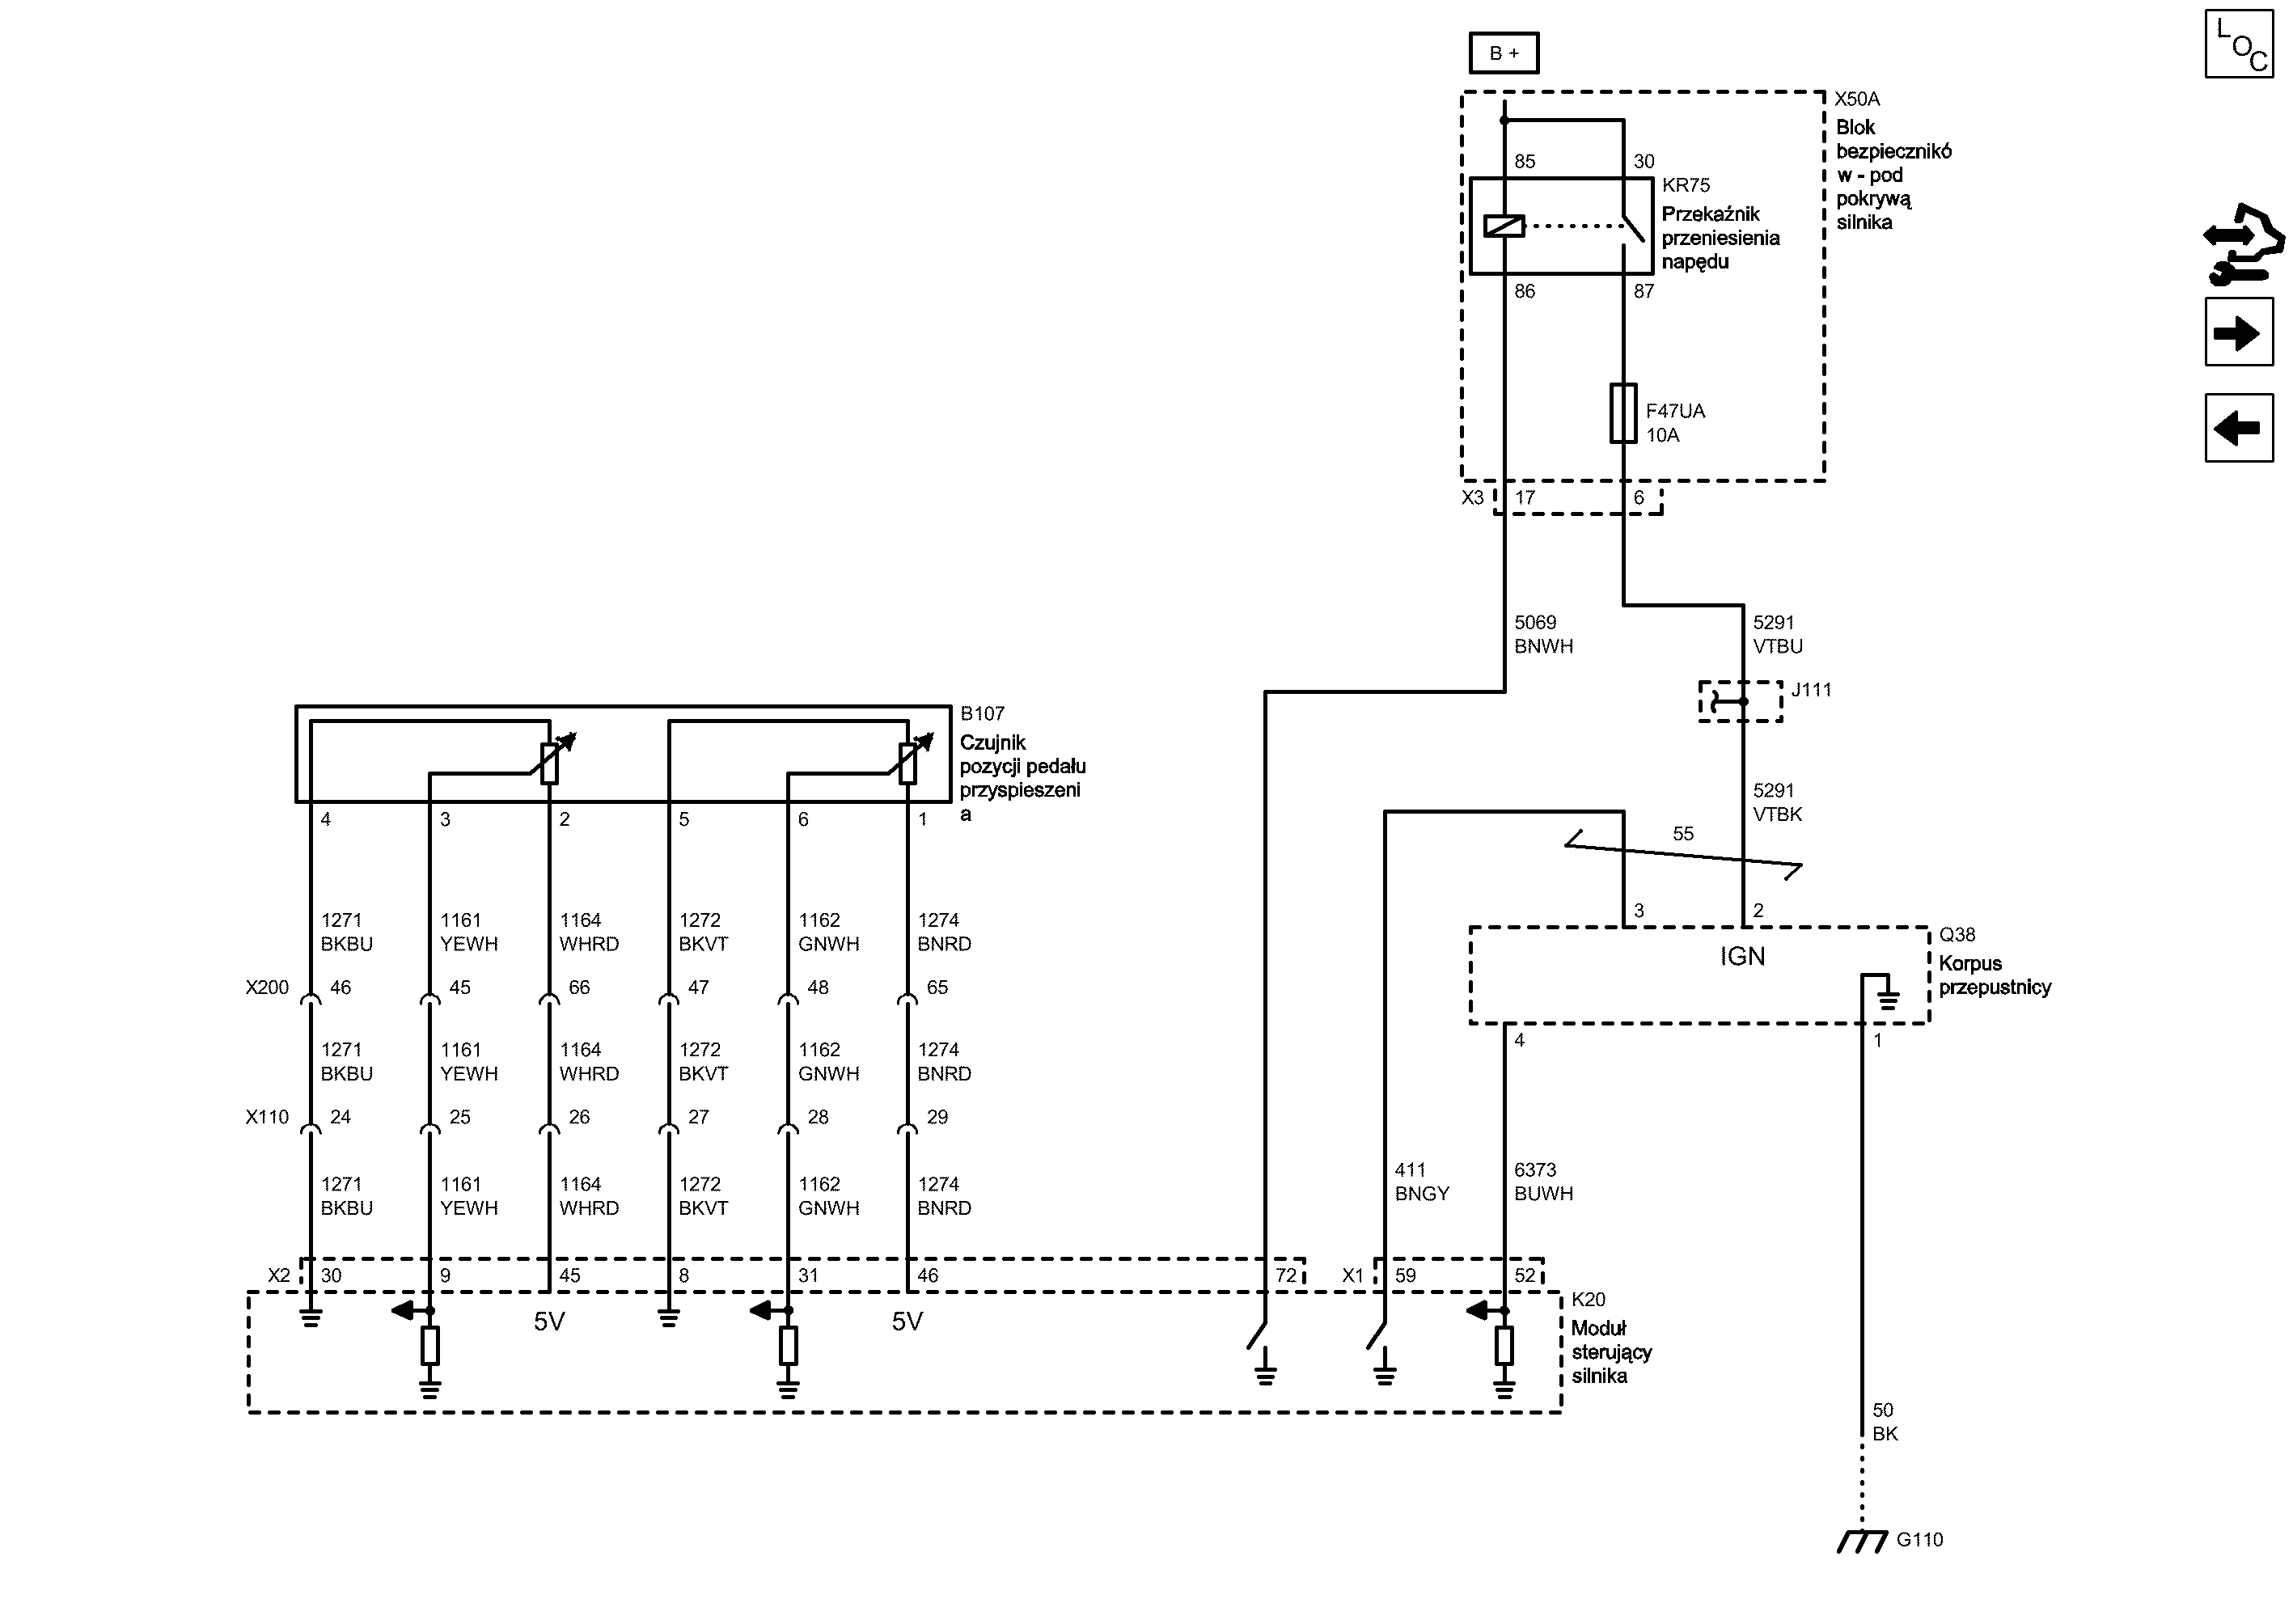 L
O
C
B +
X50A
Blok
bezpiecznikó
w - pod
pokrywą
silnika
85 30
KR75
Przekaźnik
przeniesienia
napędu
86 87
F47UA
10A
X3 17 6
5069
BNWH
5291
VTBU
J111
B107
Czujnik
pozycji pedału
przyspieszeni
a
4 3 2 5 6 1
5291
VTBK
55
3 2
IGN
Q38
Korpus
przepustnicy
4 1
1271 1161 1164 1272 1162 1274
BKBU YEWH WHRD BKVT GNWH BNRD
X200 46 45 66 47 48 65
1271 1161 1164 1272 1162 1274
BKBU YEWH WHRD BKVT GNWH BNRD
X110 24 25 26 27 28 29
1271 1161 1164 1272 1162 1274
BKBU YEWH WHRD BKVT GNWH BNRD
411 6373
BNGY BUWH
X2 30 9 45 8 31 46 72 X1 59 52
5V 5V
K20
Moduł
sterujący
silnika
50
BK
G110